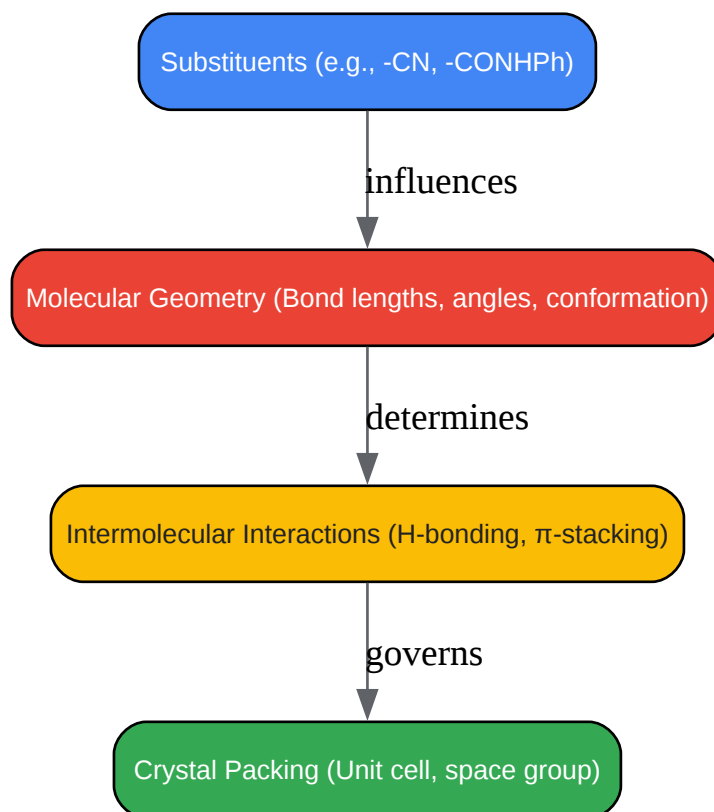 Substituents (e.g., -CN, -CONHPh)
influences
Molecular Geometry (Bond lengths, angles, conformation)
determines
Intermolecular Interactions (H-bonding, π-stacking)
governs
Crystal Packing (Unit cell, space group)